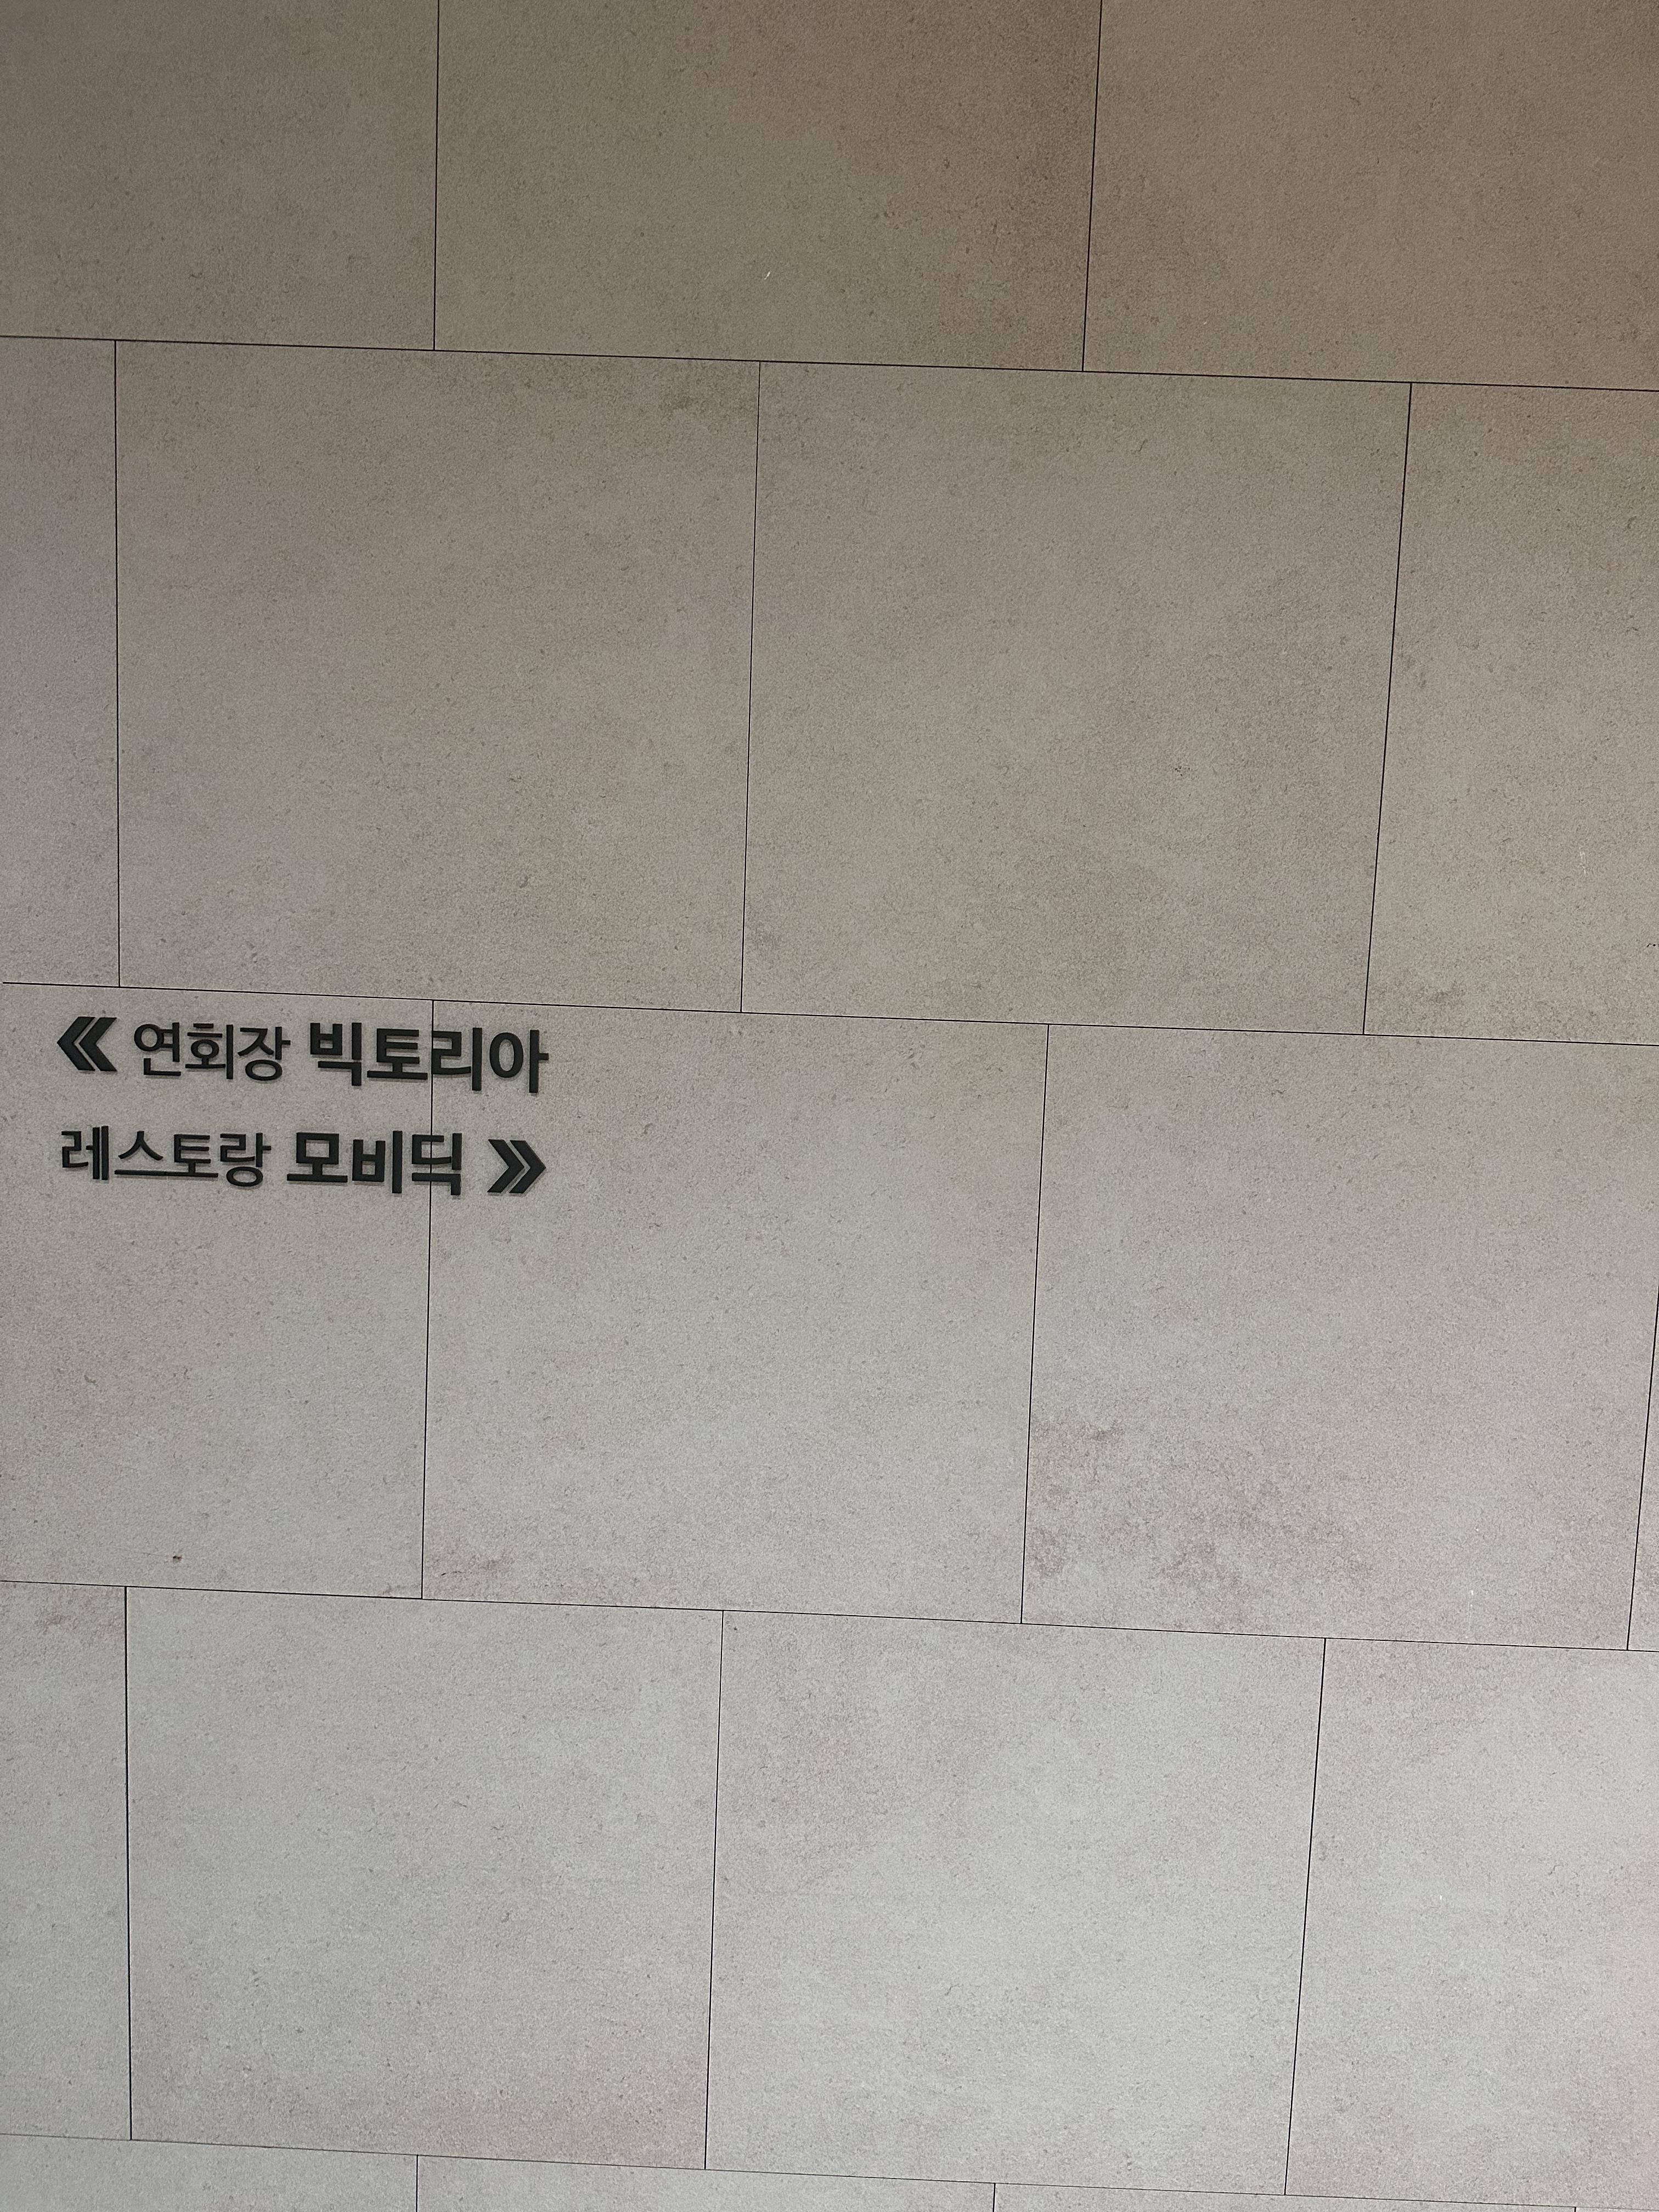 《 연회장 빅토리아
레스토랑 모비딕 》